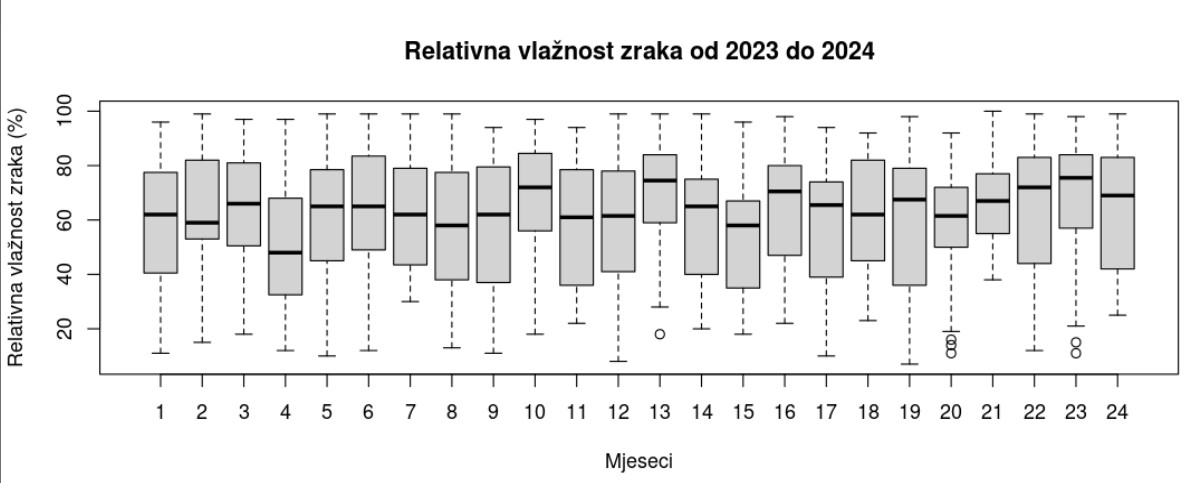 Relativna vlažnost zraka od 2023 do 2024
Relativna vlažnost zraka (%)
100
80
60
40
20
1 2 3 4 5 6 7 8 9 10 11 12 13 14 15 16 17 18 19 20 21 22 23 24
Mjeseci